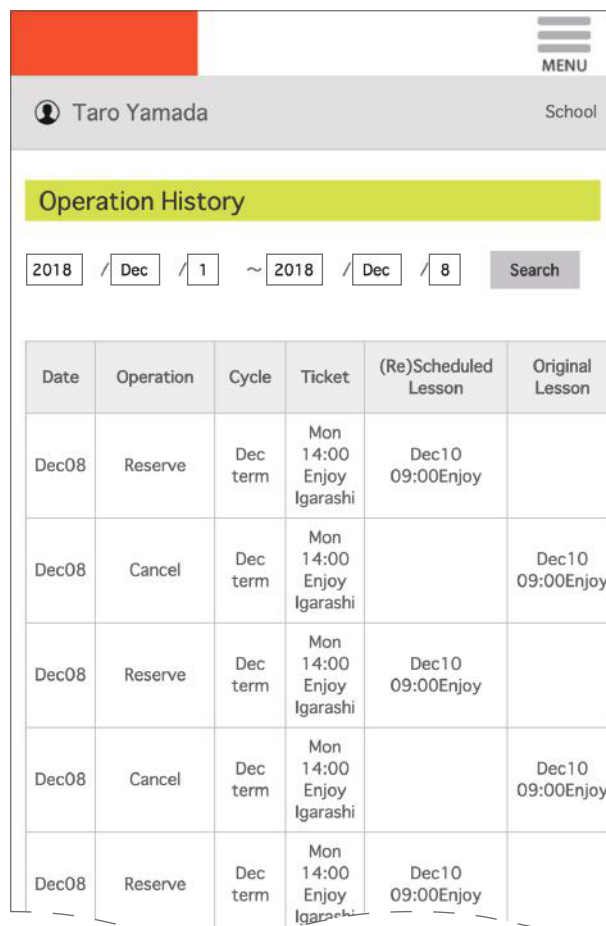 MENU
Taro Yamada School
Operation History
2018 / Dec / 1 ~ 2018 / Dec / 8 Search
Date Operation Cycle Ticket (Re)Scheduled Lesson Original Lesson
Dec08 Reserve Dec term Mon 14:00 Enjoy Igarashi Dec10 09:00Enjoy
Dec08 Cancel Dec term Mon 14:00 Enjoy Igarashi Dec10 09:00Enjoy
Dec08 Reserve Dec term Mon 14:00 Enjoy Igarashi Dec10 09:00Enjoy
Dec08 Cancel Dec term Mon 14:00 Enjoy Igarashi Dec10 09:00Enjoy
Dec08 Reserve Dec term Mon 14:00 Enjoy Igarashi Dec10 09:00Enjoy